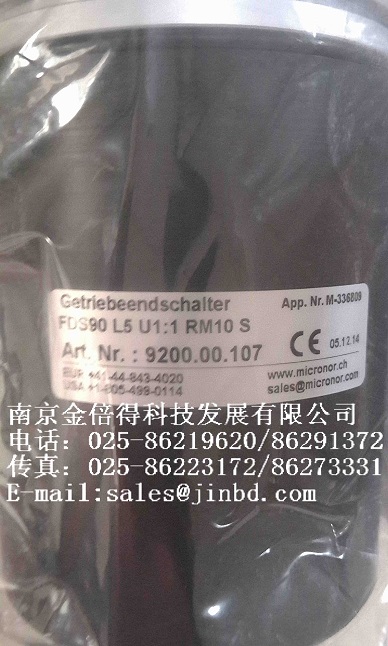 Getriebeendschalter
App. Nr. M-336809
FDS90 L5 U1:1 RM10 S
Art. Nr. : 9200.00.107
CE 05.12.14
EUR +41-44-843-4020
USA +1-805-499-0114
www.micronor.ch
sales@micronor.com
南京金倍得科技发展有限公司
电话: 025-86219620/86291372
传真: 025-86223172/86273331
E-mail:sales@jinbd.com